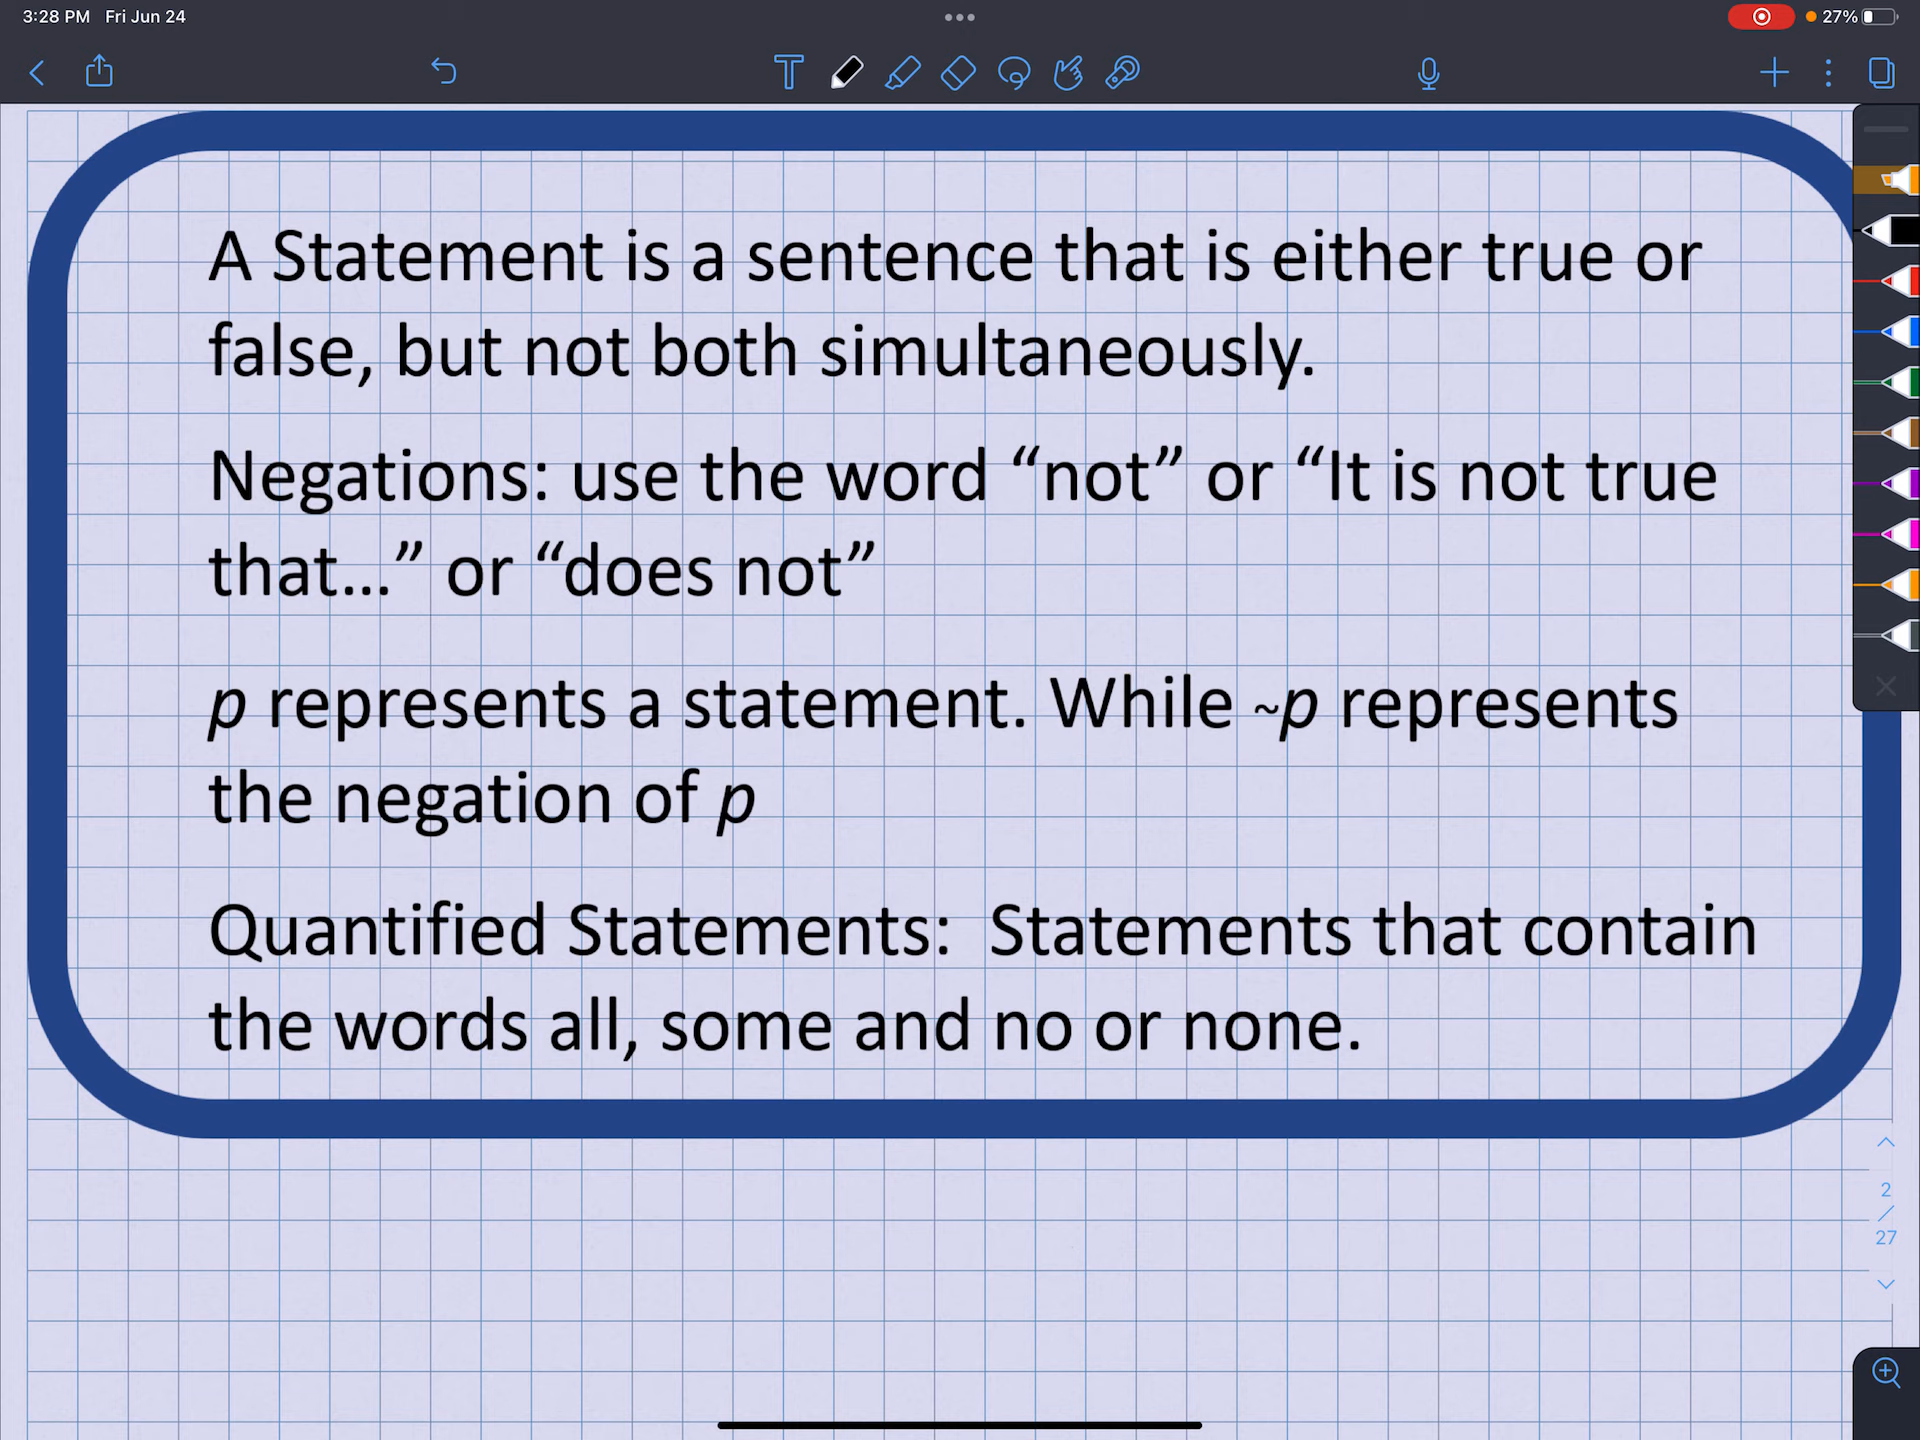 3:28 PM Fri Jun 24
27%
A Statement is a sentence that is either true or
false, but not both simultaneously.
Negations: use the word “not” or “It is not true
that...” or “does not”
p represents a statement. While ~p represents
the negation of p
Quantified Statements:  Statements that contain
the words all, some and no or none.
2
/
27